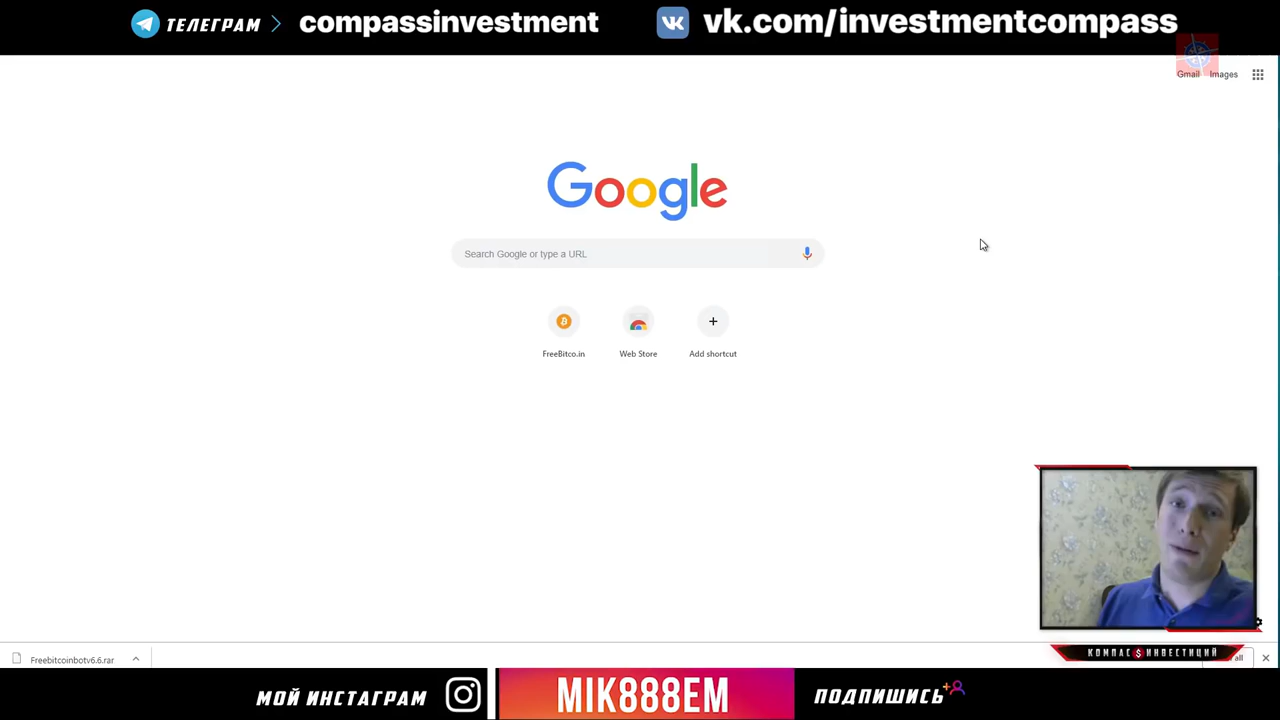 ТЕЛЕГРАМ
compassinvestment
vk.com/investmentcompass
Gmail
Images
Google
Search Google or type a URL
FreeBitco.in
Web Store
Add shortcut
КОМПАС $ ИНВЕСТИЦИЙ
Freebitcoinbotv6.6.rar
all
МОЙ ИНСТАГРАМ
MIK888EM
ПОДПИШИСЬ